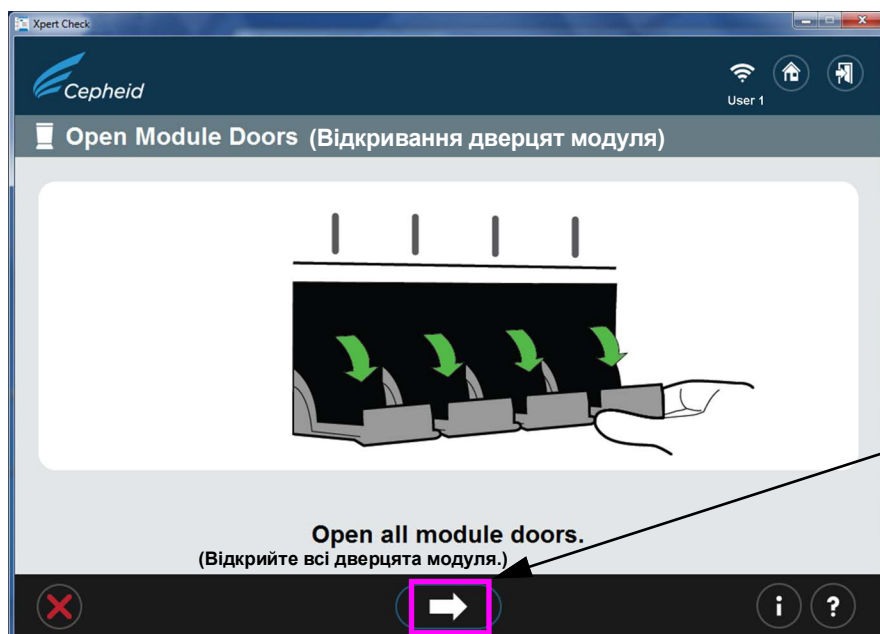 Xpert Check
Cepheid
User 1
Open Module Doors (Відкривання дверцят модуля)
Open all module doors.
(Відкрийте всі дверцята модуля.)
i ?